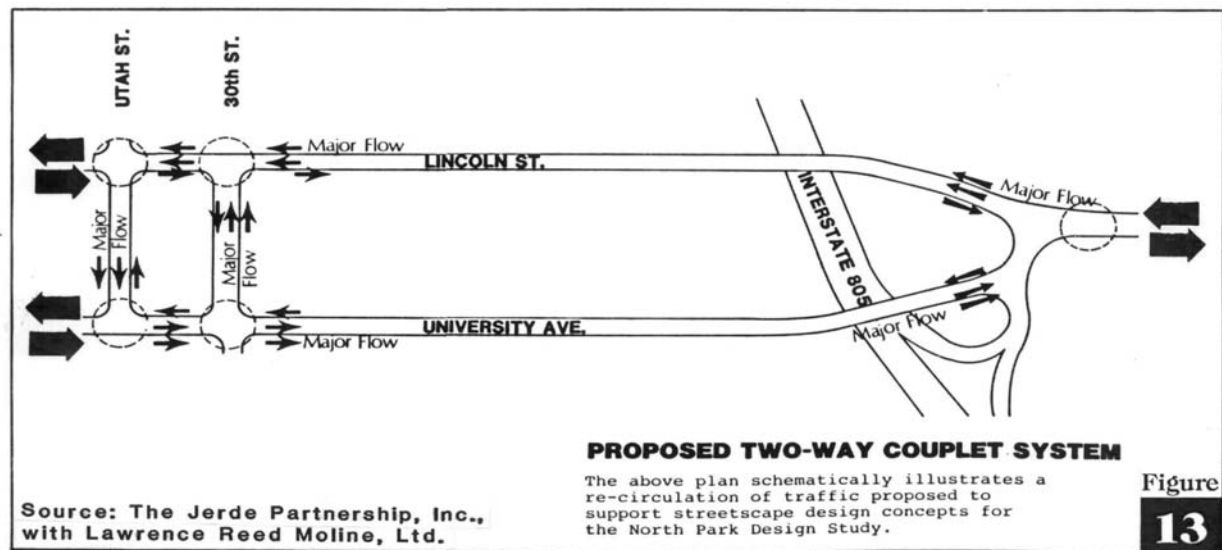 UTAH ST.
30th ST.
Major Flow
LINCOLN ST.
Major Flow
INTERSTATE 805
Major
Flow
Major
Flow
UNIVERSITY AVE.
Major Flow
Major Flow
PROPOSED TWO-WAY COUPLET SYSTEM
The above plan schematically illustrates a
re-circulation of traffic proposed to
support streetscape design concepts for
the North Park Design Study.
Source: The Jerde Partnership, Inc.,
with Lawrence Reed Moline, Ltd.
Figure
13